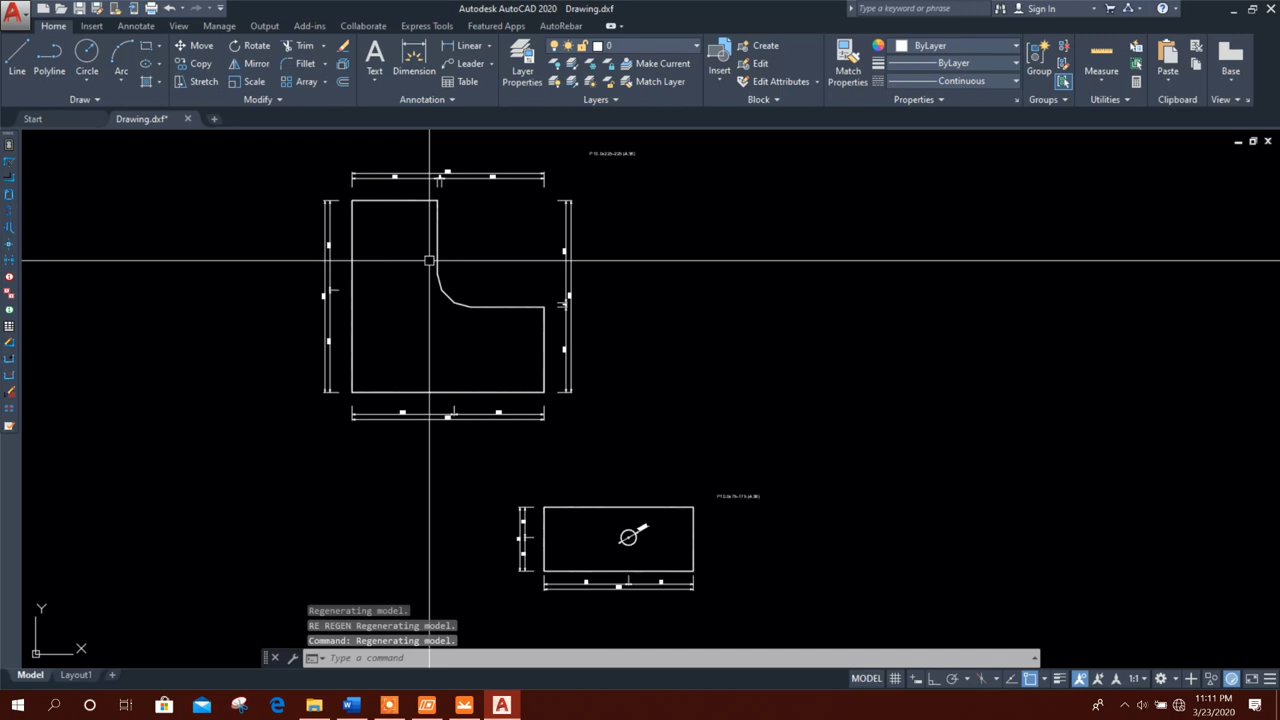 Autodesk AutoCAD 2020 Drawing.dxf
Type a keyword or phrase
Sign In
Home Insert Annotate View Manage Output Add-ins Collaborate Express Tools Featured Apps AutoRebar
Line Polyline Circle Arc
Move Rotate Trim
Copy Mirror Fillet
Stretch Scale Array
Text Dimension
Linear
Leader
Table
Layer
Properties
0
Make Current
Match Layer
Insert
Create
Edit
Edit Attributes
Match
Properties
ByLayer
ByLayer
Continuous
Group
Measure
Paste
Base
Draw Modify Annotation Layers Block Properties Groups Utilities Clipboard View
Start Drawing.dxf*
Regenerating model.
RE REGEN Regenerating model.
Command: Regenerating model.
Type a command
Y
X
Model Layout1
MODEL 1:1
11:11 PM
3/23/2020